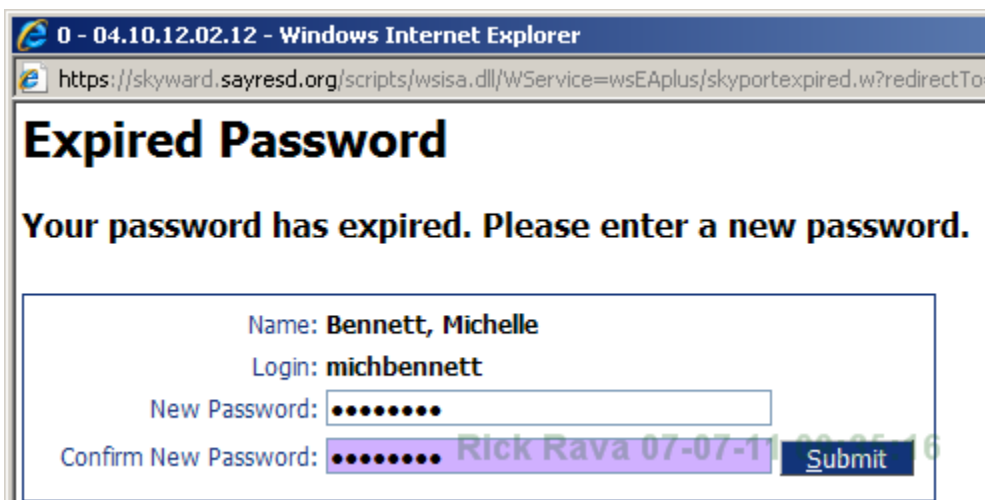 0 - 04.10.12.02.12 - Windows Internet Explorer
https://skyward.sayresd.org/scripts/wsisa.dll/WService=wsEAplus/skyportexpired.w?redirectTo=
Expired Password
Your password has expired. Please enter a new password.
Name: Bennett, Michelle
Login: michbennett
New Password: ••••••••
Confirm New Password: •••••••• Submit
Rick Rava 07-07-11